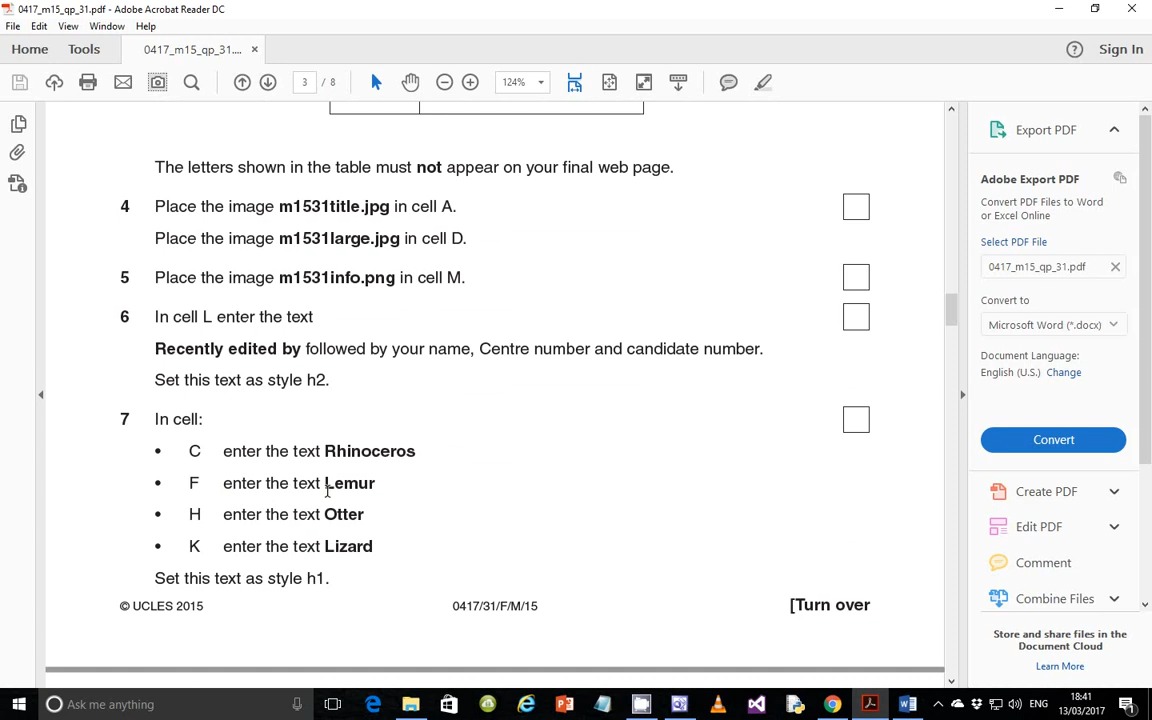 0417_m15_qp_31.pdf - Adobe Acrobat Reader DC
File Edit View Window Help
Home Tools 0417_m15_qp_31.... × Sign In
3 / 8 124%
The letters shown in the table must not appear on your final web page.
4 Place the image m1531title.jpg in cell A.
Place the image m1531large.jpg in cell D.
5 Place the image m1531info.png in cell M.
6 In cell L enter the text
Recently edited by followed by your name, Centre number and candidate number.
Set this text as style h2.
7 In cell:
• C enter the text Rhinoceros
• F enter the text Lemur
• H enter the text Otter
• K enter the text Lizard
Set this text as style h1.
© UCLES 2015 0417/31/F/M/15 [Turn over
Export PDF
Adobe Export PDF
Convert PDF Files to Word
or Excel Online
Select PDF File
0417_m15_qp_31.pdf ×
Convert to
Microsoft Word (*.docx)
Document Language:
English (U.S.) Change
Convert
Create PDF
Edit PDF
Comment
Combine Files
Store and share files in the
Document Cloud
Learn More
Ask me anything
ENG
18:41
13/03/2017
1